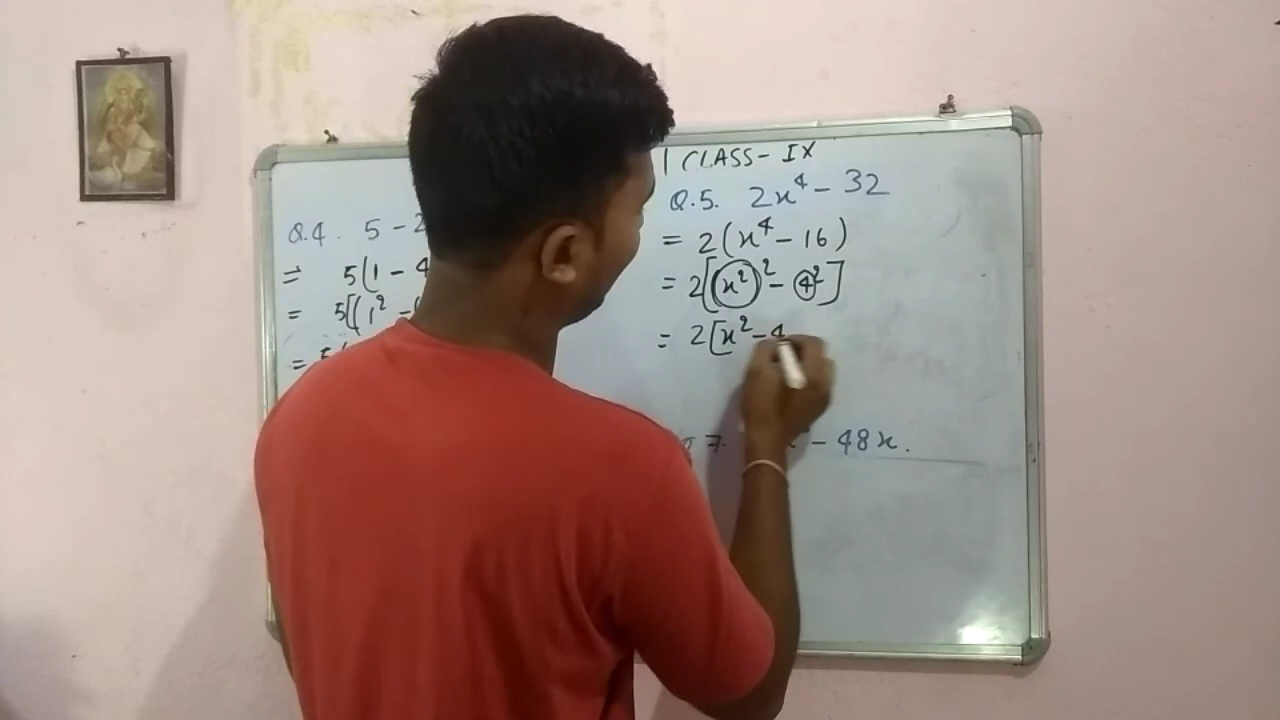 CLASS-IX
Q.4. 5-2
= 5(1-4
= 5[(1²-
=
Q.5. 2x⁴-32
= 2(x⁴-16)
= 2[(x²)²-4²]
= 2[x²-4
7. -48x.